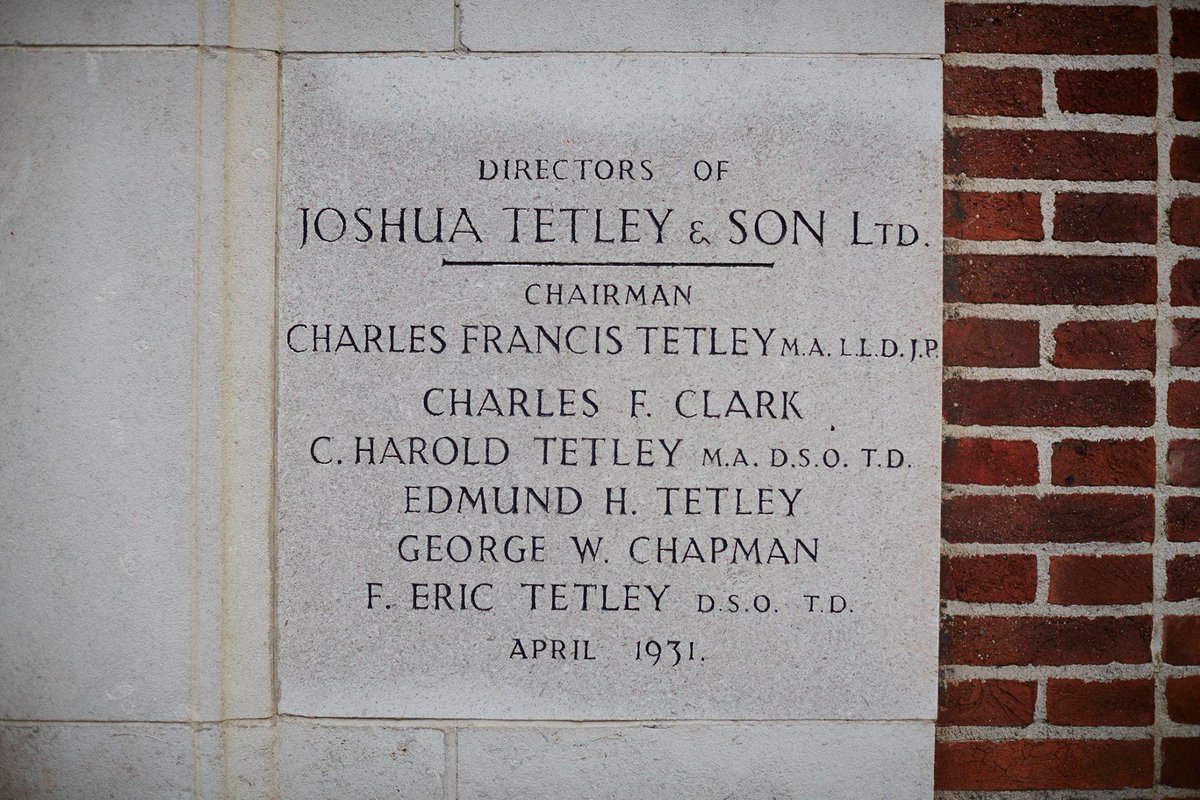 DIRECTORS OF
JOSHUA TETLEY & SON LTD.
CHAIRMAN
CHARLES FRANCIS TETLEY M.A. L.L.D. J.P.
CHARLES F. CLARK
C. HAROLD TETLEY M.A. D.S.O. T.D.
EDMUND H. TETLEY
GEORGE W. CHAPMAN
F. ERIC TETLEY D.S.O. T.D.
APRIL 1931.